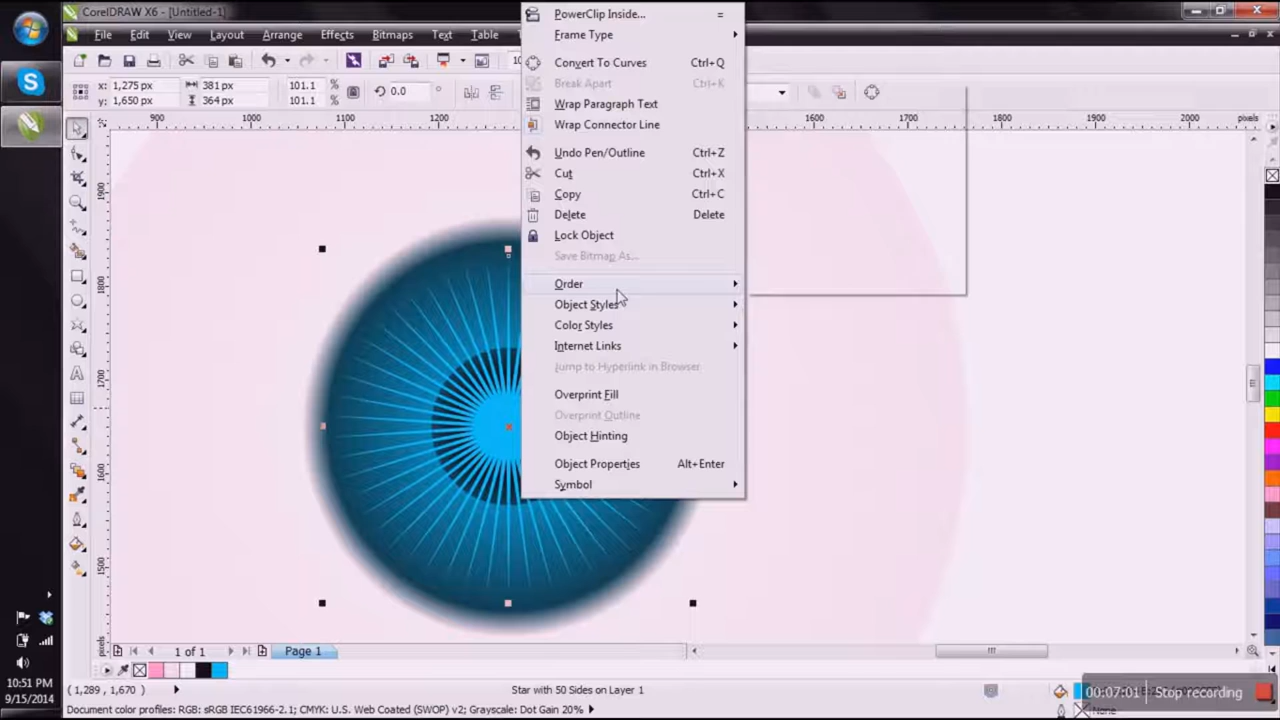 CorelDRAW X6 - [Untitled-1]
File Edit View Layout Arrange Effects Bitmaps Text Table
x: 1,275 px 381 px 101.1 % 0.0 °
y: 1,650 px 364 px 101.1 %
900 1000 1100 1200 1600 1700 1800 1900 2000 pixels
1900
1800
1700
1600
1500
PowerClip Inside... =
Frame Type
Convert To Curves Ctrl+Q
Break Apart Ctrl+K
Wrap Paragraph Text
Wrap Connector Line
Undo Pen/Outline Ctrl+Z
Cut Ctrl+X
Copy Ctrl+C
Delete Delete
Lock Object
Save Bitmap As...
Order
Object Styles
Color Styles
Internet Links
Jump to Hyperlink in Browser
Overprint Fill
Overprint Outline
Object Hinting
Object Properties Alt+Enter
Symbol
1 of 1 Page 1
10:51 PM
9/15/2014
(1,289 , 1,670) Star with 50 Sides on Layer 1
00:07:01 Stop recording
Document color profiles: RGB: sRGB IEC61966-2.1; CMYK: U.S. Web Coated (SWOP) v2; Grayscale: Dot Gain 20% None